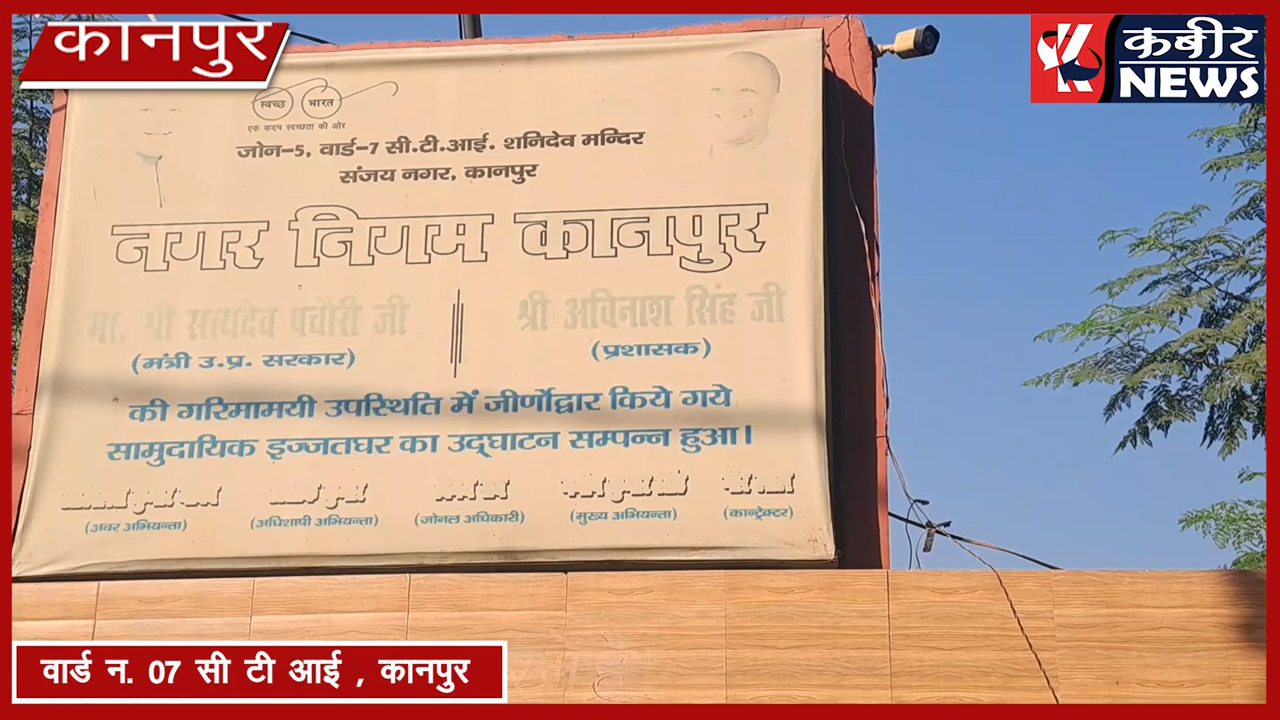 कानपुर
कबीर
NEWS
स्वच्छ भारत
एक कदम स्वच्छता की ओर
जोन-5, वार्ड-7 सी.टी.आई. शनिदेव मन्दिर
संजय नगर, कानपुर
नगर निगम कानपुर
मा. श्री सत्यदेव पचौरी जी
श्री अविनाश सिंह जी
(मंत्री उ.प्र. सरकार)
(प्रशासक)
की गरिमामयी उपस्थिति में जीर्णोद्वार किये गये
सामुदायिक इज्जतघर का उद्घाटन सम्पन्न हुआ।
(अवर अभियन्ता)
(अधिशाषी अभियन्ता)
(जोनल अधिकारी)
(मुख्य अभियन्ता)
(कान्ट्रेक्टर)
वार्ड न. 07 सी टी आई , कानपुर